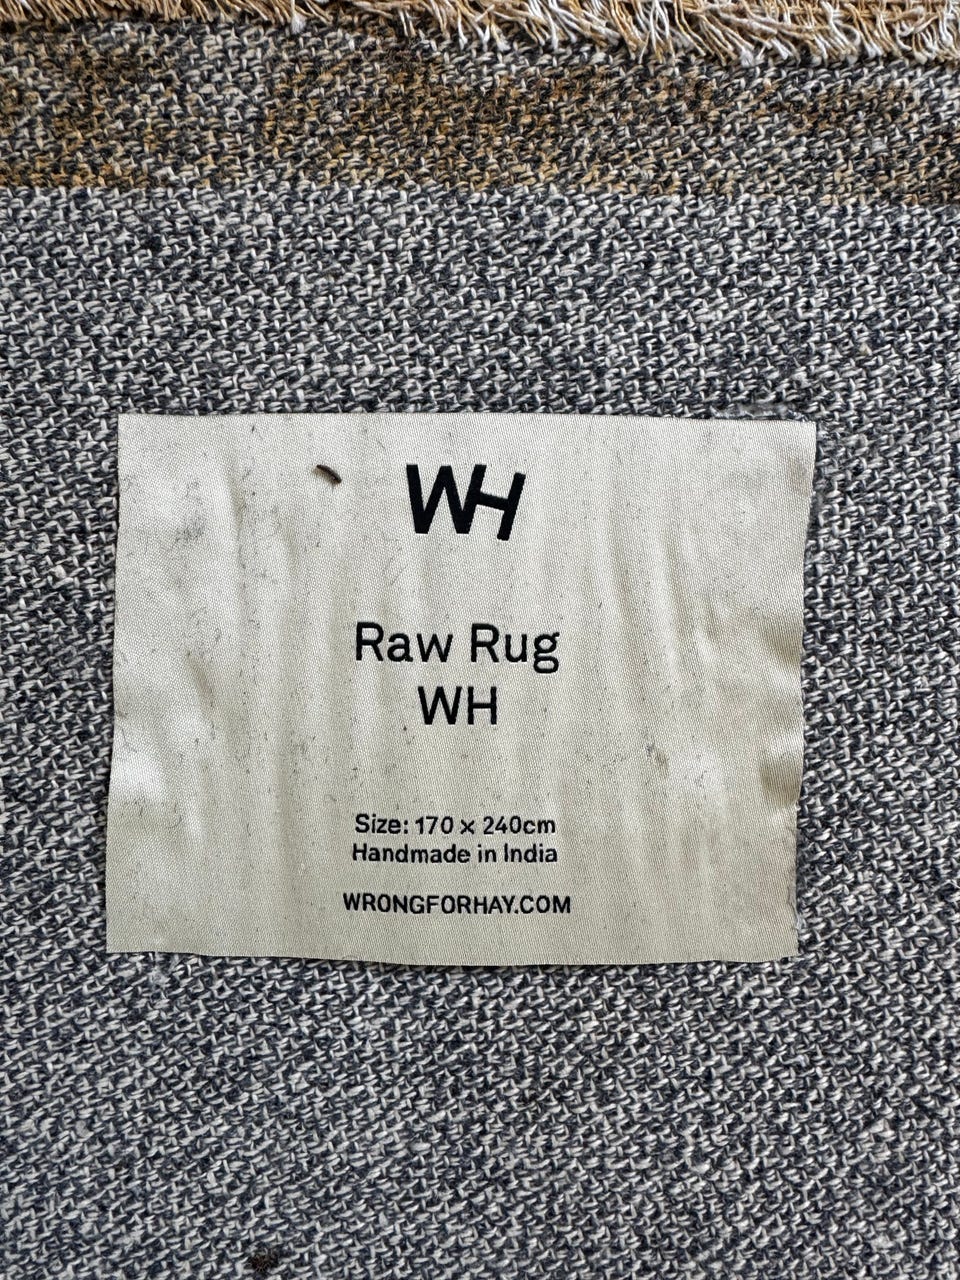 WH
Raw Rug
WH
Size: 170 x 240cm
Handmade in India
WRONGFORHAY.COM